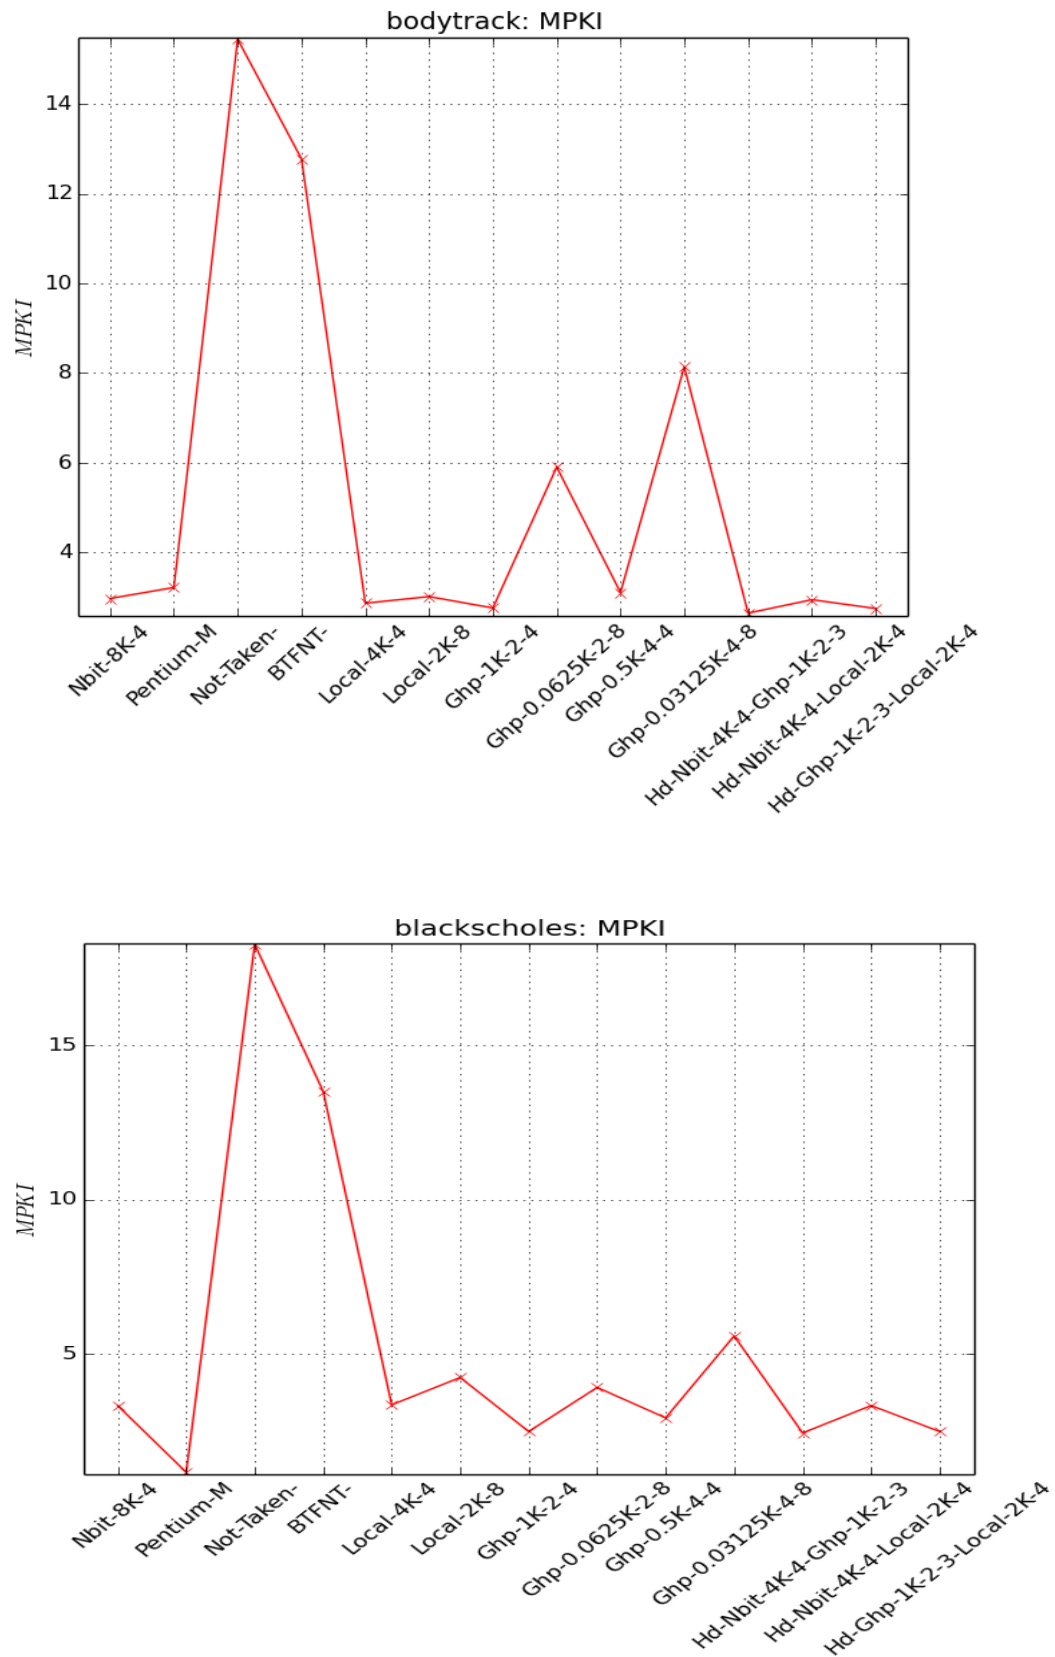 bodytrack: MPKI
14
12
10
8
6
4
MPKI
Nbit-8K-4
Pentium-M
Not-Taken-
BTFNT-
Local-4K-4
Local-2K-8
Ghp-1K-2-4
Ghp-0.0625K-2-8
Ghp-0.5K-4-4
Ghp-0.03125K-4-8
Hd-Nbit-4K-4-Ghp-1K-2-3
Hd-Nbit-4K-4-Local-2K-4
Hd-Ghp-1K-2-3-Local-2K-4
blackscholes: MPKI
15
10
5
MPKI
Nbit-8K-4
Pentium-M
Not-Taken-
BTFNT-
Local-4K-4
Local-2K-8
Ghp-1K-2-4
Ghp-0.0625K-2-8
Ghp-0.5K-4-4
Ghp-0.03125K-4-8
Hd-Nbit-4K-4-Ghp-1K-2-3
Hd-Nbit-4K-4-Local-2K-4
Hd-Ghp-1K-2-3-Local-2K-4